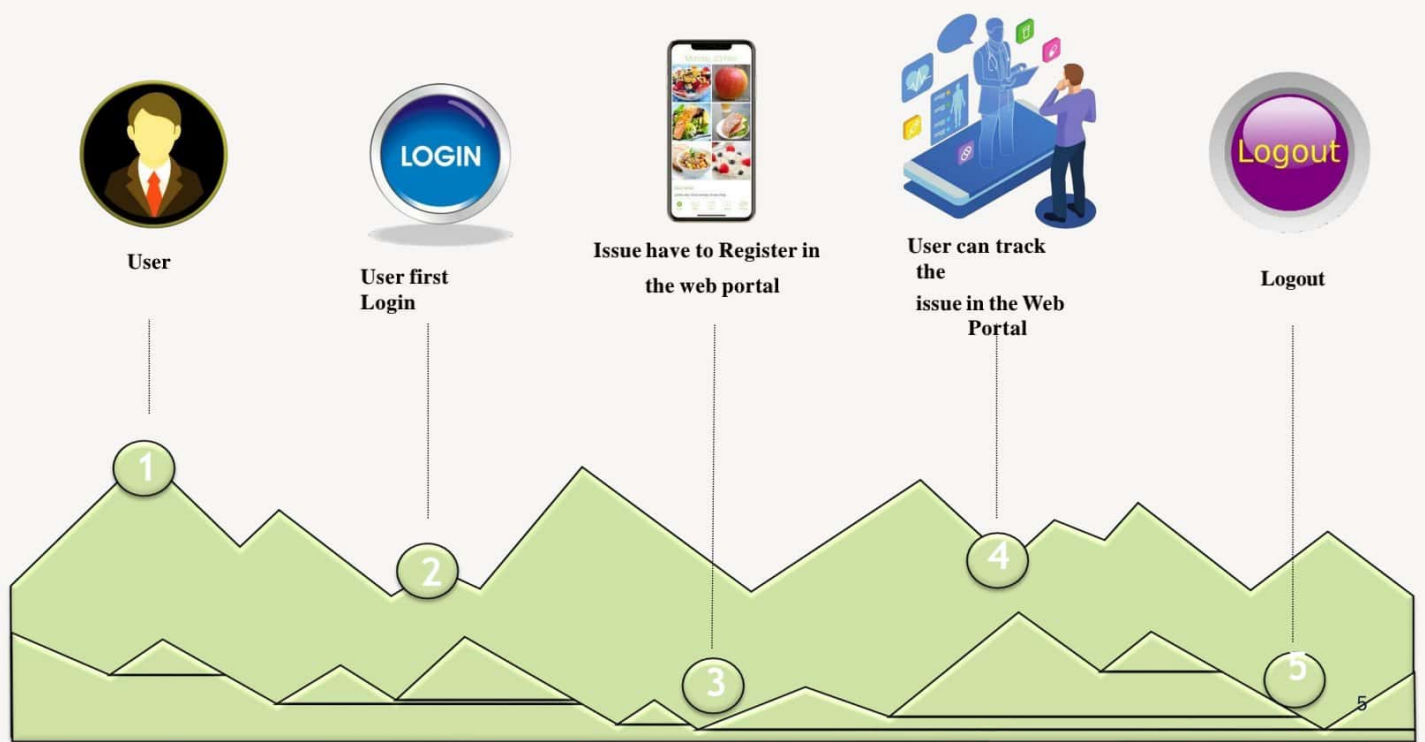 LOGIN
Logout
User
User first
Login
Issue have to Register in
the web portal
User can track
the
issue in the Web
Portal
Logout
1
2
3
4
5
5